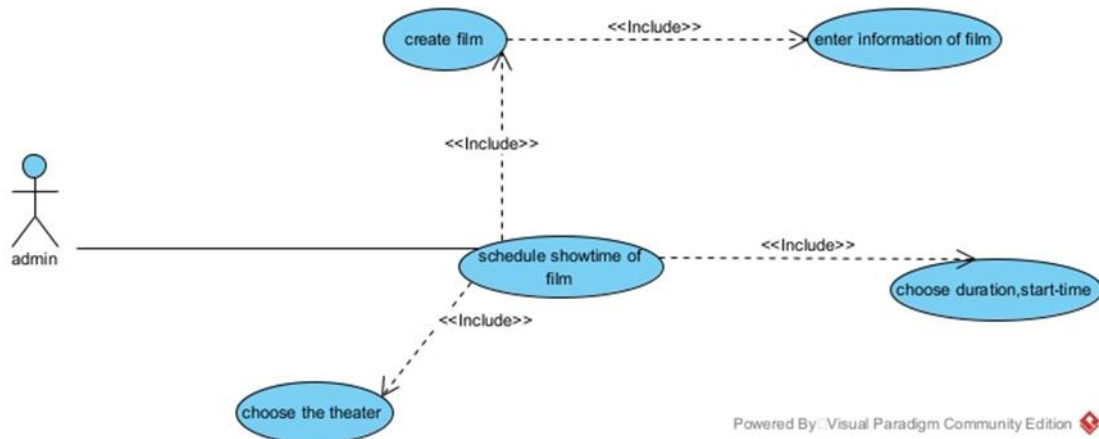 create film
<<Include>>
enter information of film
<<Include>>
admin
schedule showtime of
film
<<Include>>
choose duration,start-time
<<Include>>
choose the theater
Powered By Visual Paradigm Community Edition